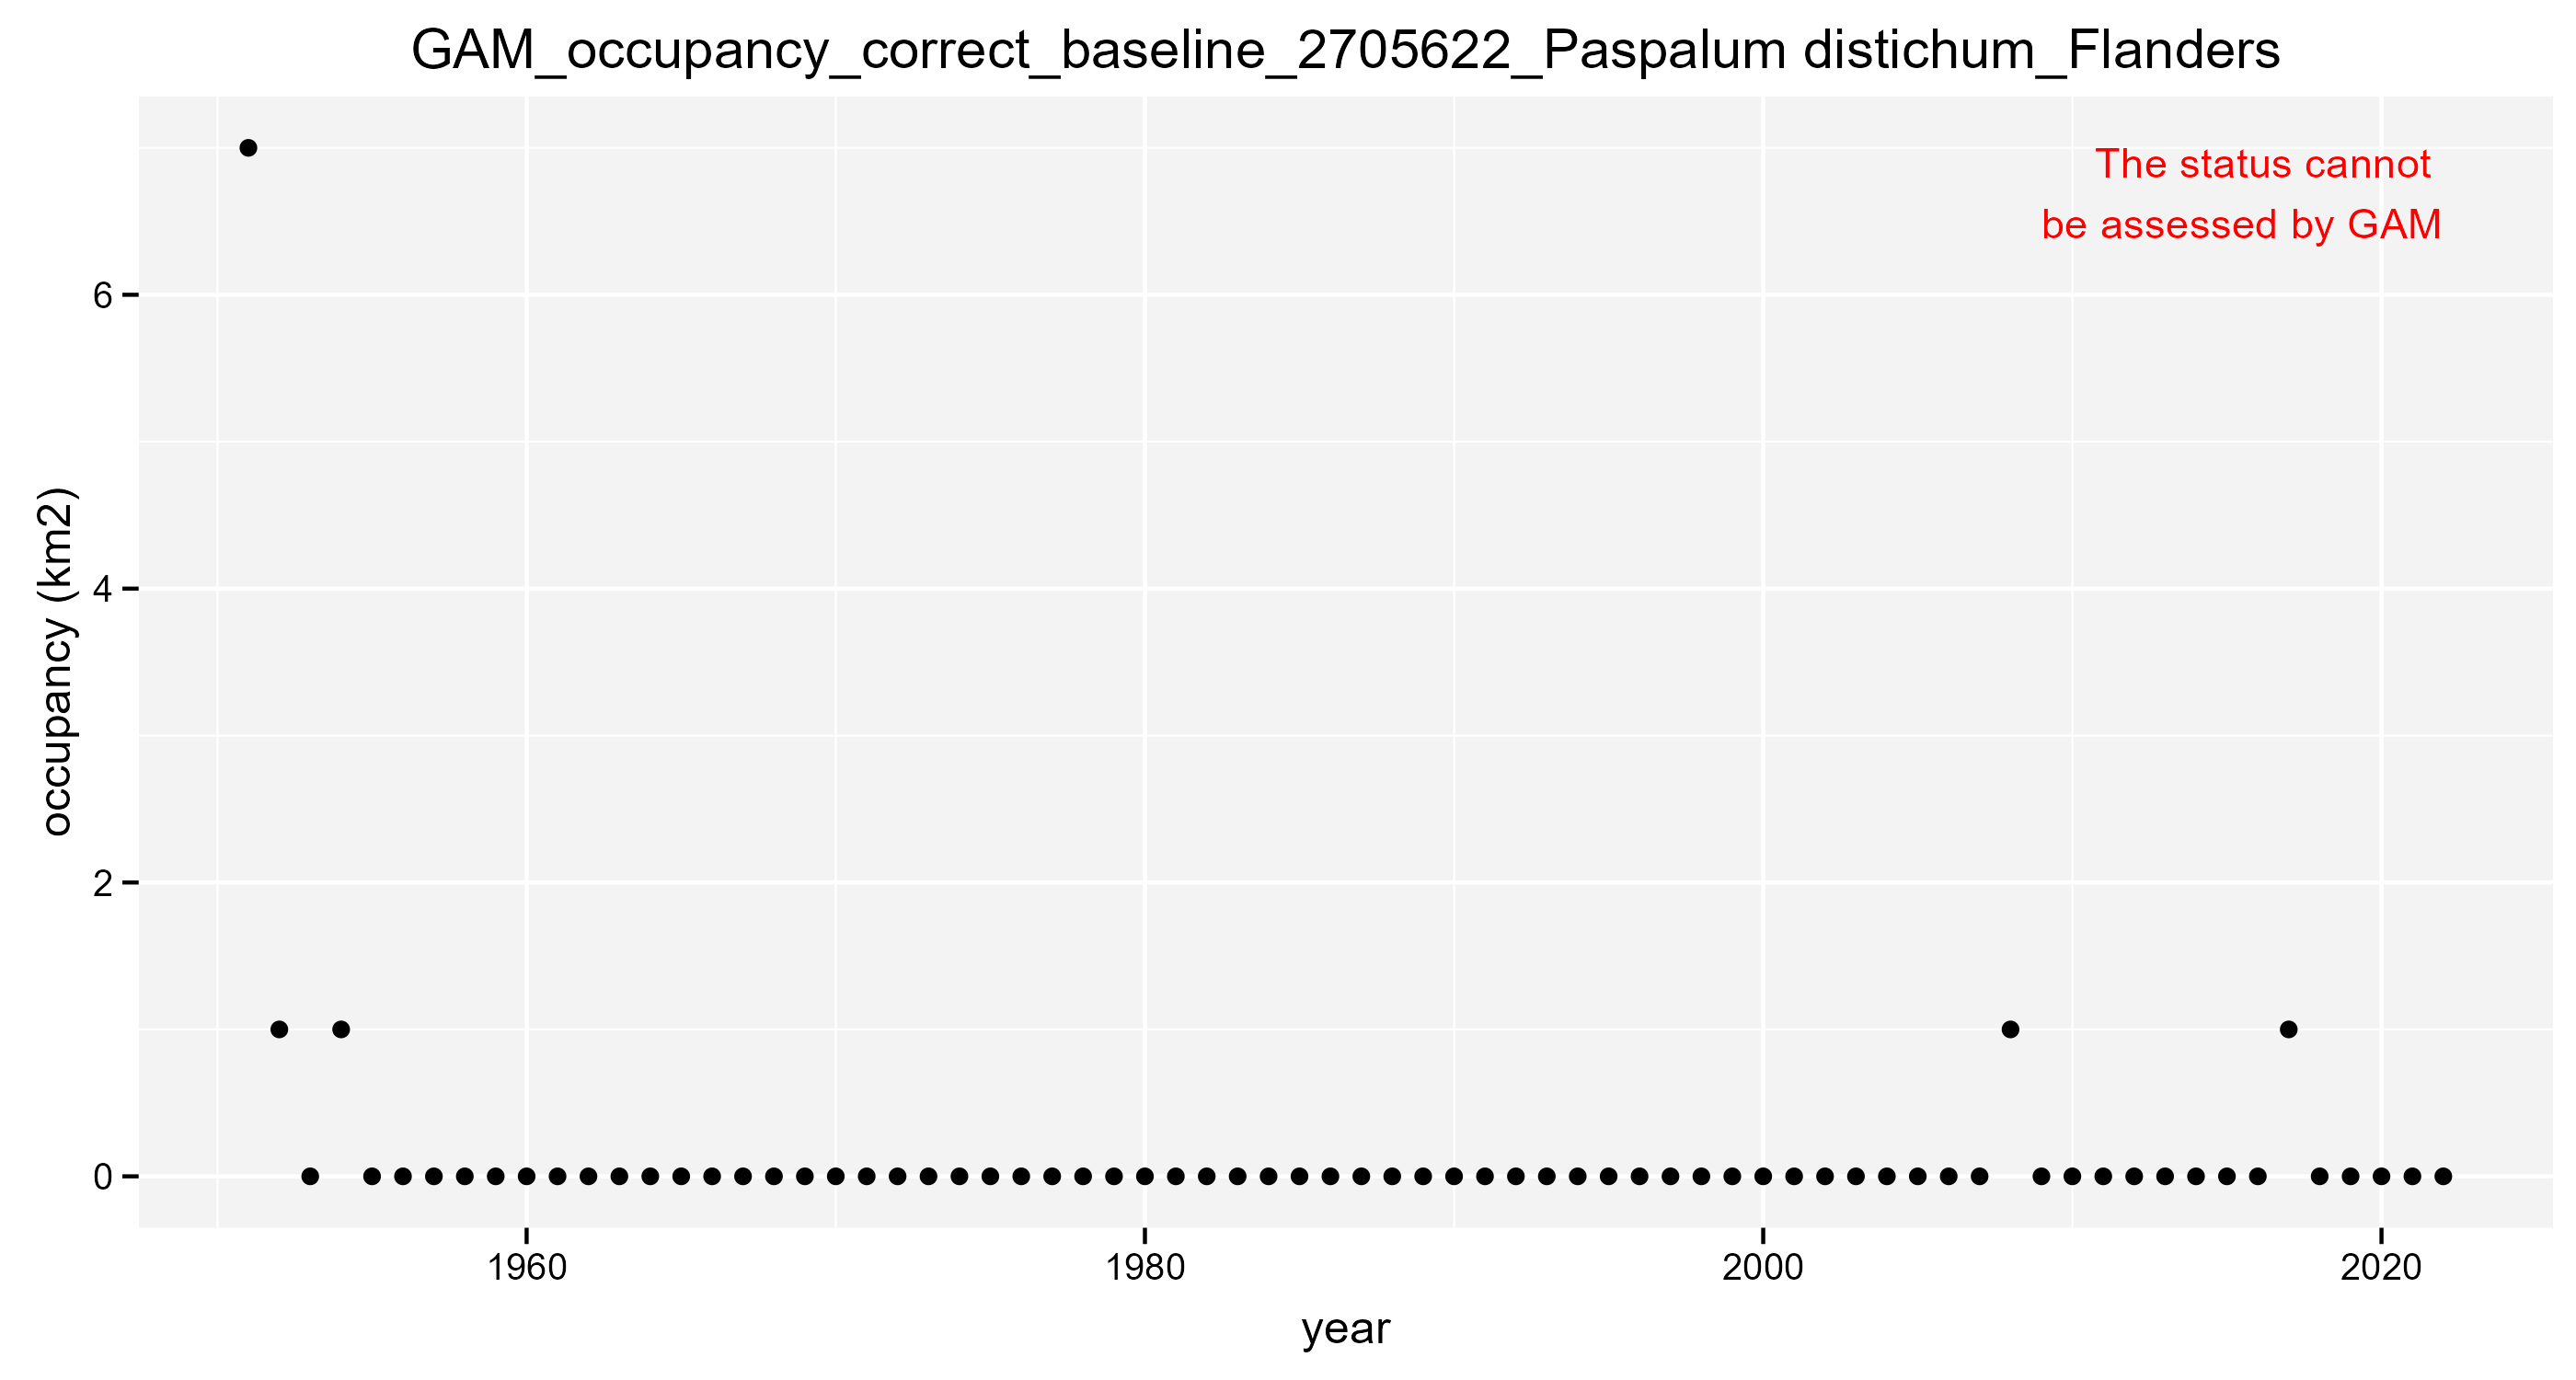 GAM_occupancy_correct_baseline_2705622_Paspalum distichum_Flanders
The status cannot
be assessed by GAM
6
4
2
0
occupancy (km2)
1960
1980
2000
2020
year